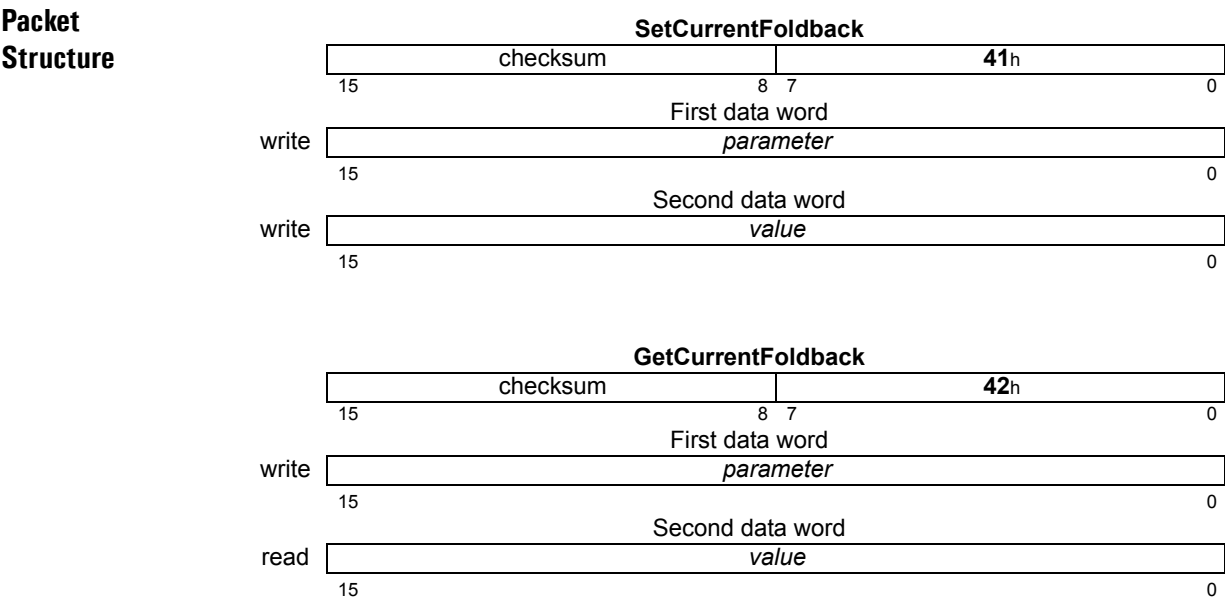 Packet
Structure
SetCurrentFoldback
checksum 41h
15 8 7 0
First data word
write parameter
15 0
Second data word
write value
15 0
GetCurrentFoldback
checksum 42h
15 8 7 0
First data word
write parameter
15 0
Second data word
read value
15 0